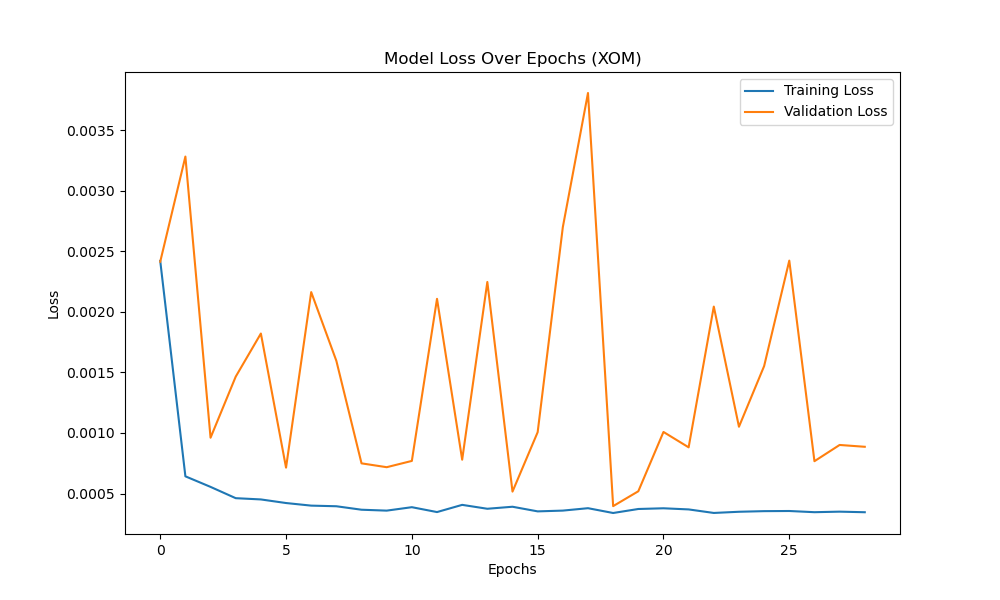 Model Loss Over Epochs (XOM)
Training Loss
Validation Loss
0.0035
0.0030
0.0025
0.0020
0.0015
0.0010
0.0005
Loss
0 5 10 15 20 25
Epochs